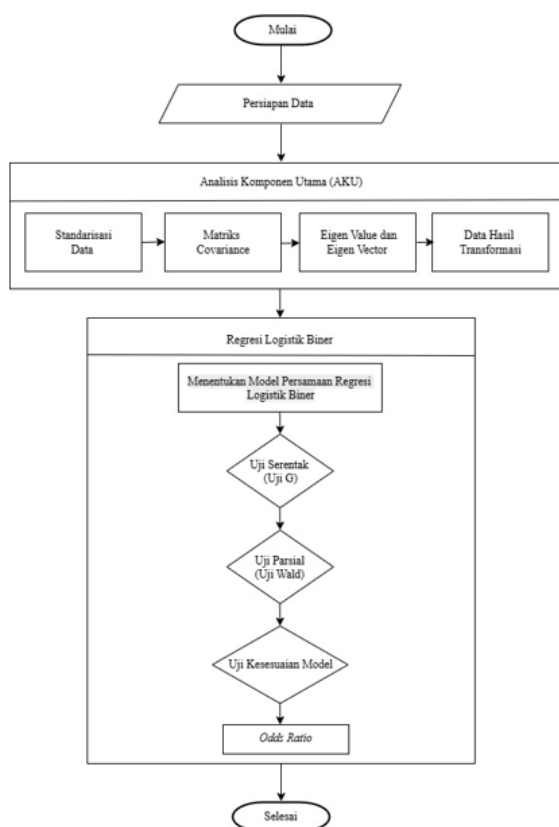 Mulai
Persiapan Data
Analisis Komponen Utama (AKU)
Standarisasi
Data
Matriks
Covariance
Eigen Value dan
Eigen Vector
Data Hasil
Transformasi
Regresi Logistik Biner
Menentukan Model Persamaan Regresi
Logistik Biner
Uji Serentak
(Uji G)
Uji Parsial
(Uji Wald)
Uji Kesesuaian Model
Odds Ratio
Selesai